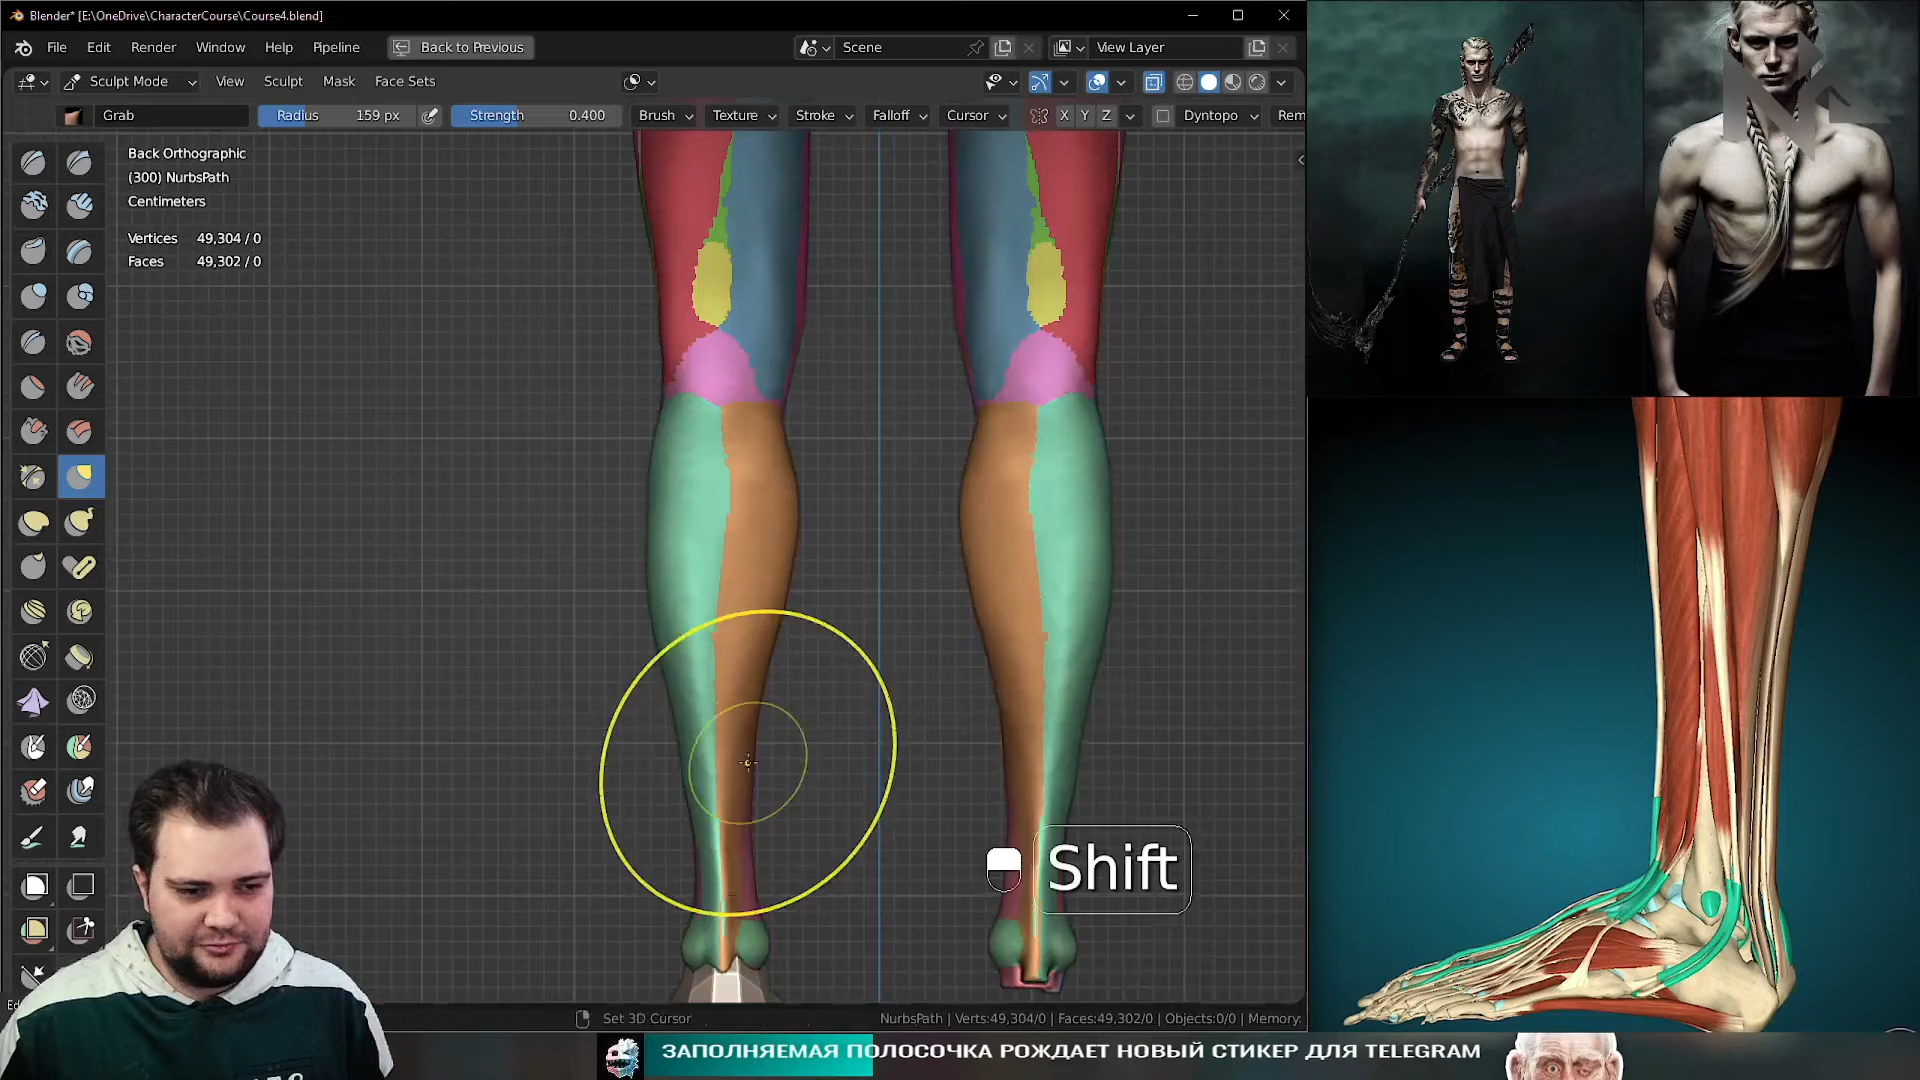 Blender* [E:\OneDrive\CharacterCourse\Course4.blend]
File Edit Render Window Help Pipeline Back to Previous Scene View Layer
Sculpt Mode View Sculpt Mask Face Sets
Grab Radius 159 px Strength 0.400 Brush Texture Stroke Falloff Cursor X Y Z Dyntopo Rem
Back Orthographic
(300) NurbsPath
Centimeters
Vertices 49,304 / 0
Faces 49,302 / 0
Shift
Set 3D Cursor NurbsPath | Verts:49,304/0 | Faces:49,302/0 | Objects:0/0 | Memory:
ЗАПОЛНЯЕМАЯ ПОЛОСОЧКА РОЖДАЕТ НОВЫЙ СТИКЕР ДЛЯ TELEGRAM